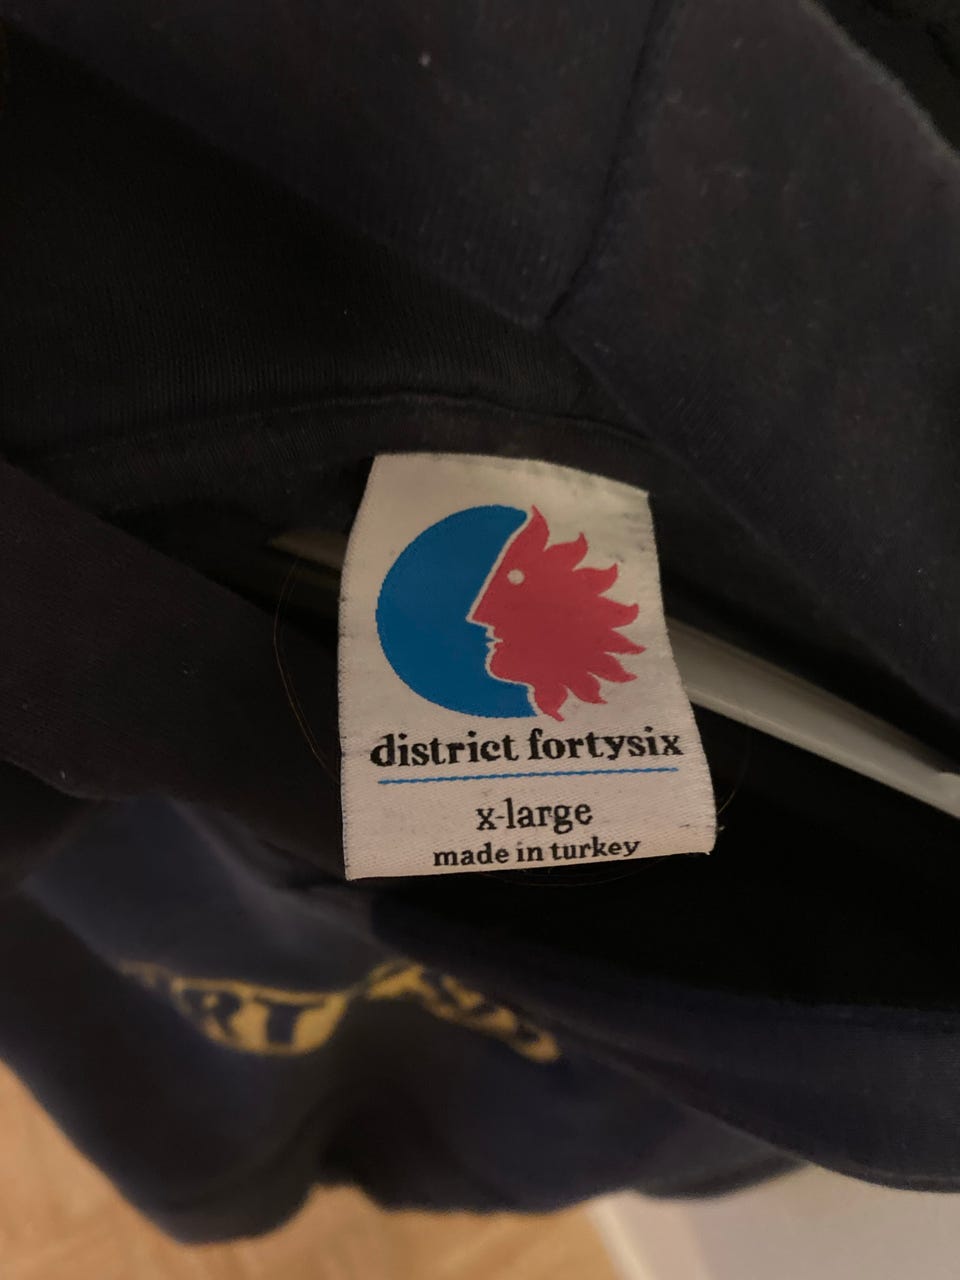 district fortysix
x-large
made in turkey